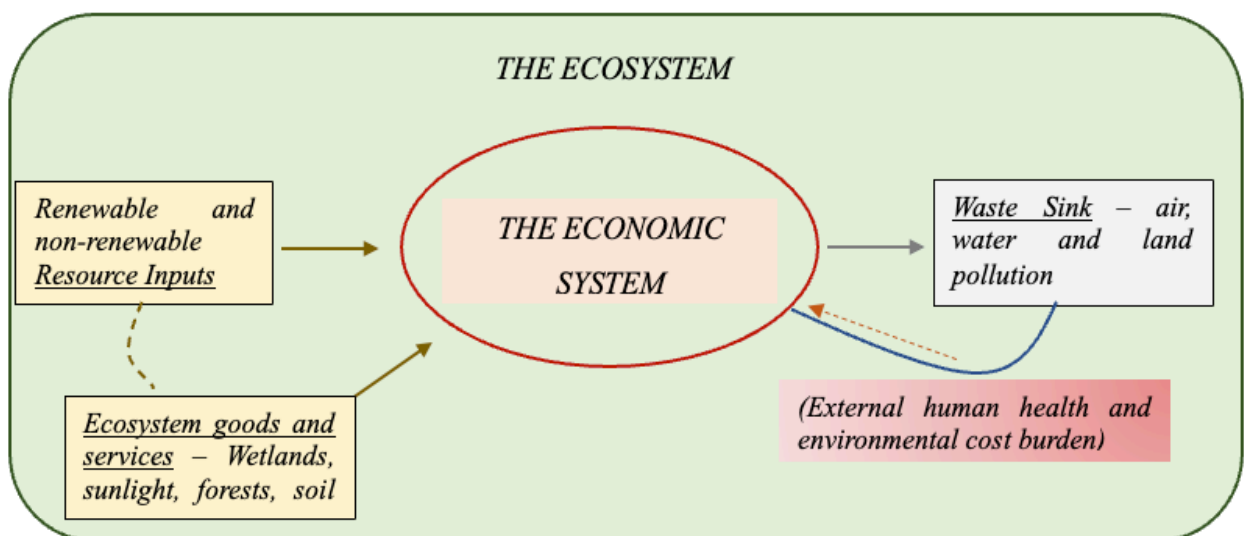 THE ECOSYSTEM
Renewable and
non-renewable
Resource Inputs
THE ECONOMIC
SYSTEM
Waste Sink – air,
water and land
pollution
Ecosystem goods and
services – Wetlands,
sunlight, forests, soil
(External human health and
environmental cost burden)